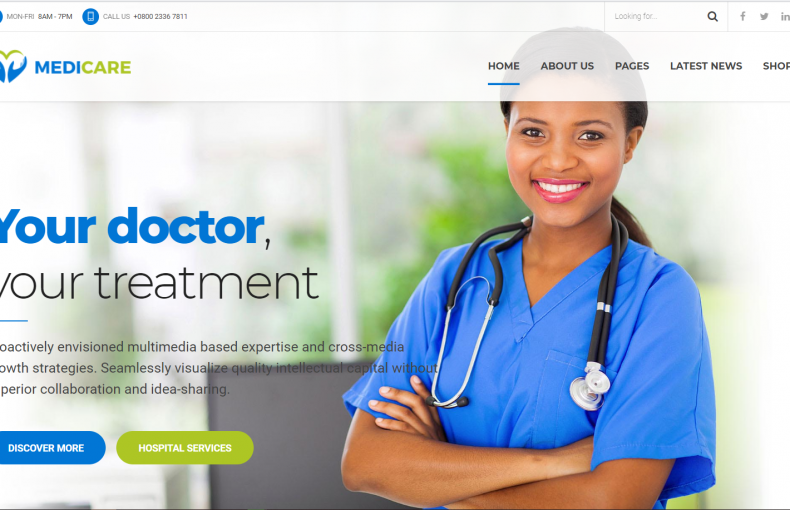 MON-FRI 8AM - 7PM CALL US +0800 2336 7811 Looking for...
MEDICARE
HOME ABOUT US PAGES LATEST NEWS SHOP
Your doctor,
your treatment
oactively envisioned multimedia based expertise and cross-media
owth strategies. Seamlessly visualize quality intellectual capital without
perior collaboration and idea-sharing.
DISCOVER MORE HOSPITAL SERVICES